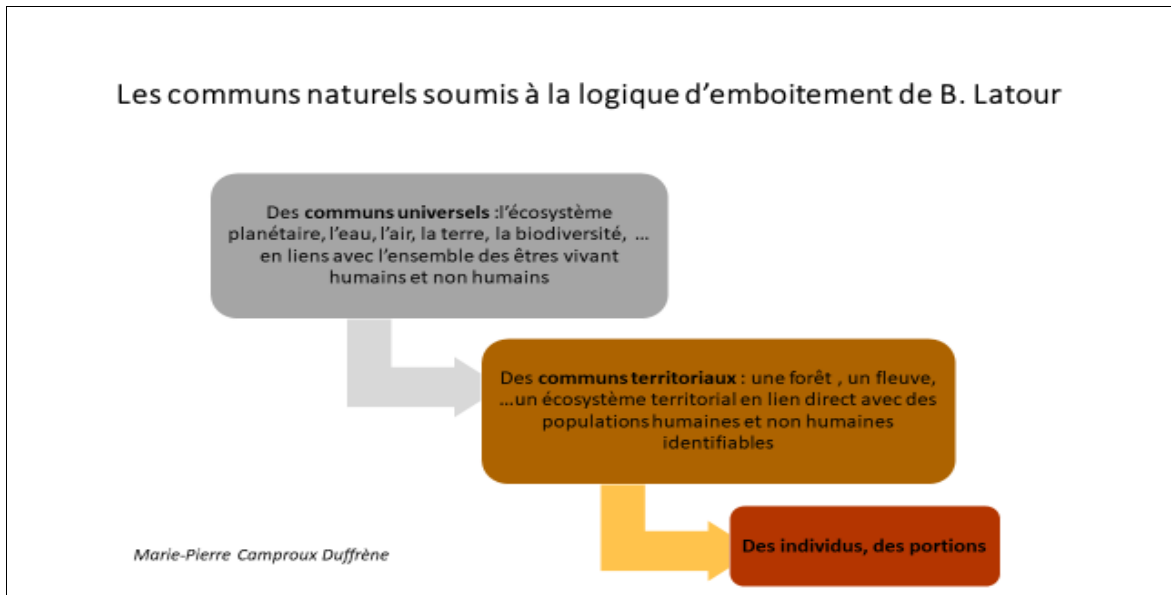 Les communs naturels soumis à la logique d'emboitement de B. Latour
Des communs universels :l'écosystème
planétaire, l'eau, l'air, la terre, la biodiversité, ...
en liens avec l'ensemble des êtres vivant
humains et non humains
Des communs territoriaux : une forêt , un fleuve,
...un écosystème territorial en lien direct avec des
populations humaines et non humaines
identifiables
Des individus, des portions
Marie-Pierre Camproux Duffrène